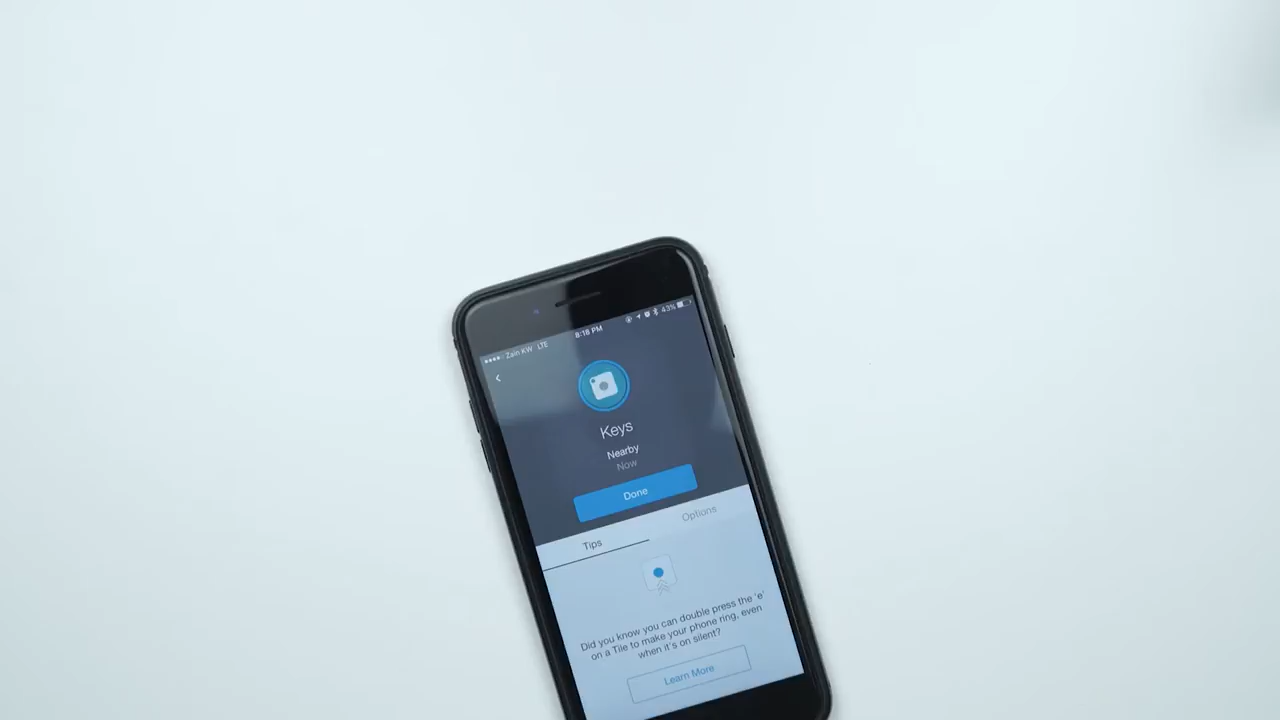 Zain KW LTE 8:18 PM 43%
Keys
Nearby
Now
Done
Tips Options
Did you know you can double press the 'e'
on a Tile to make your phone ring, even
when it's on silent?
Learn More